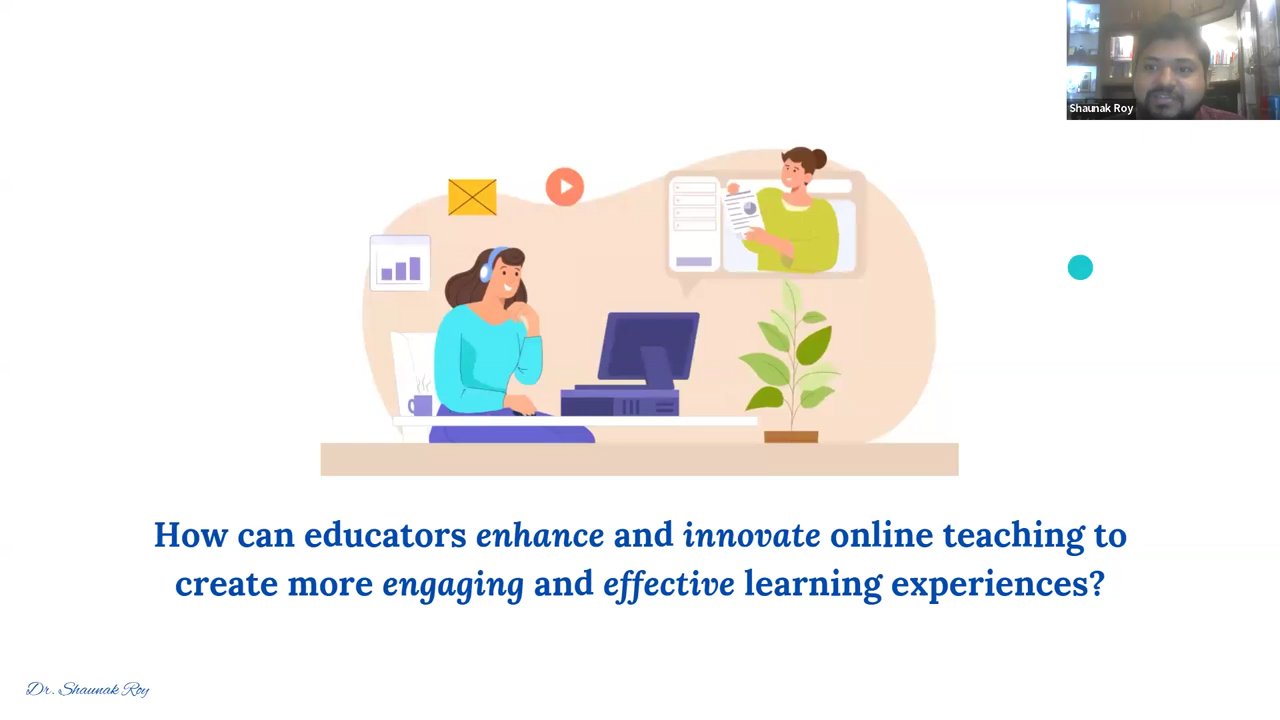 Shaunak Roy
How can educators enhance and innovate online teaching to
create more engaging and effective learning experiences?
Dr. Shaunak Roy